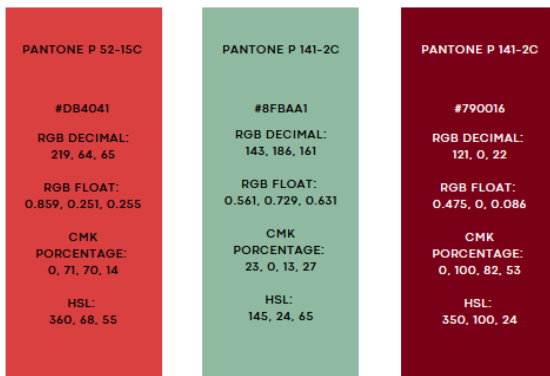 PANTONE P 52-15C
#DB4041
RGB DECIMAL:
219, 64, 65
RGB FLOAT:
0.859, 0.251, 0.255
CMK
PORCENTAGE:
0, 71, 70, 14
HSL:
360, 68, 55
PANTONE P 141-2C
#8FBAA1
RGB DECIMAL:
143, 186, 161
RGB FLOAT:
0.561, 0.729, 0.631
CMK
PORCENTAGE:
23, 0, 13, 27
HSL:
145, 24, 65
PANTONE P 141-2C
#790016
RGB DECIMAL:
121, 0, 22
RGB FLOAT:
0.475, 0, 0.086
CMK
PORCENTAGE:
0, 100, 82, 53
HSL:
350, 100, 24